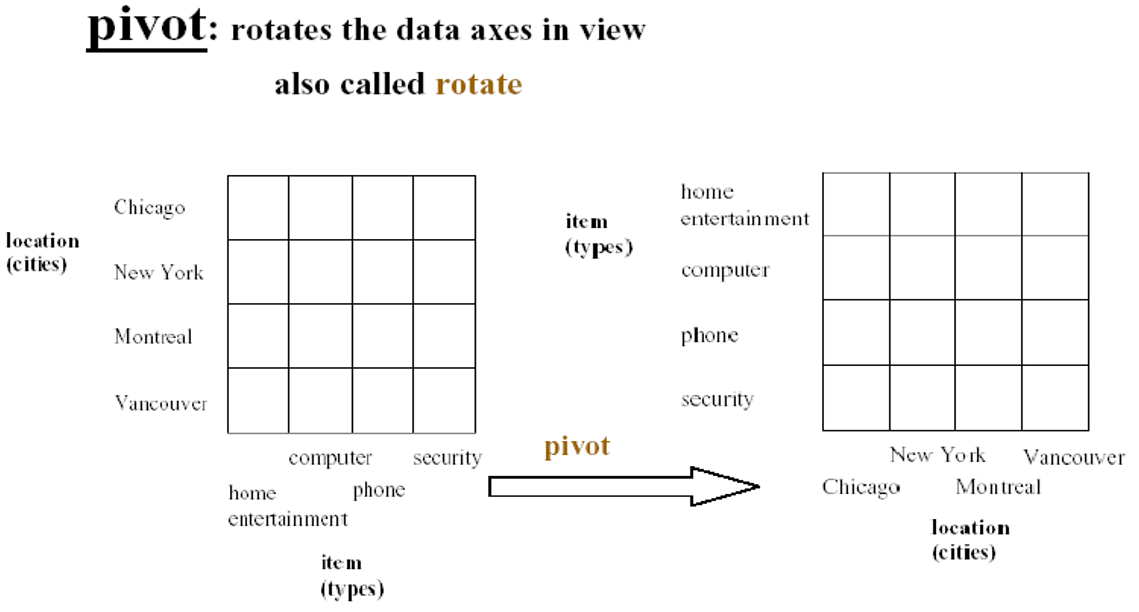 pivot: rotates the data axes in view
also called rotate
Chicago
location
(cities)
New York
Montreal
Vancouver
computer
security
home
entertainment
phone
item
(types)
pivot
home
entertainment
item
(types)
computer
phone
security
New York
Vancouver
Chicago
Montreal
location
(cities)